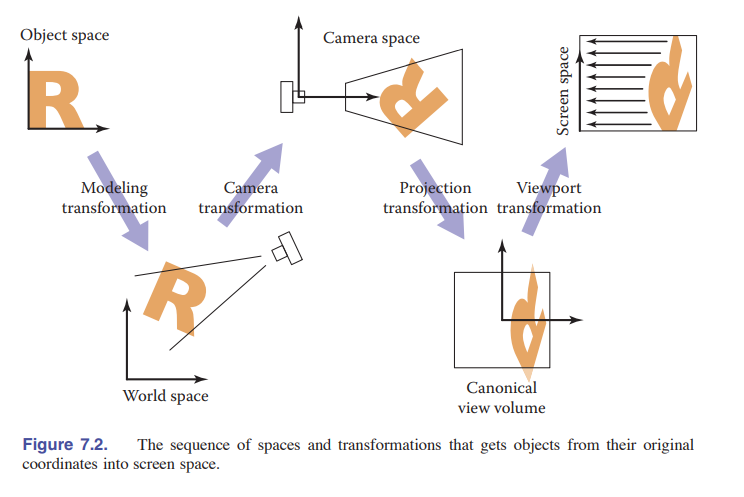 Object space
R
Camera space
R
Screen space
R
Modeling
transformation
Camera
transformation
Projection
transformation
Viewport
transformation
R
World space
R
Canonical
view volume
Figure 7.2. The sequence of spaces and transformations that gets objects from their original
coordinates into screen space.